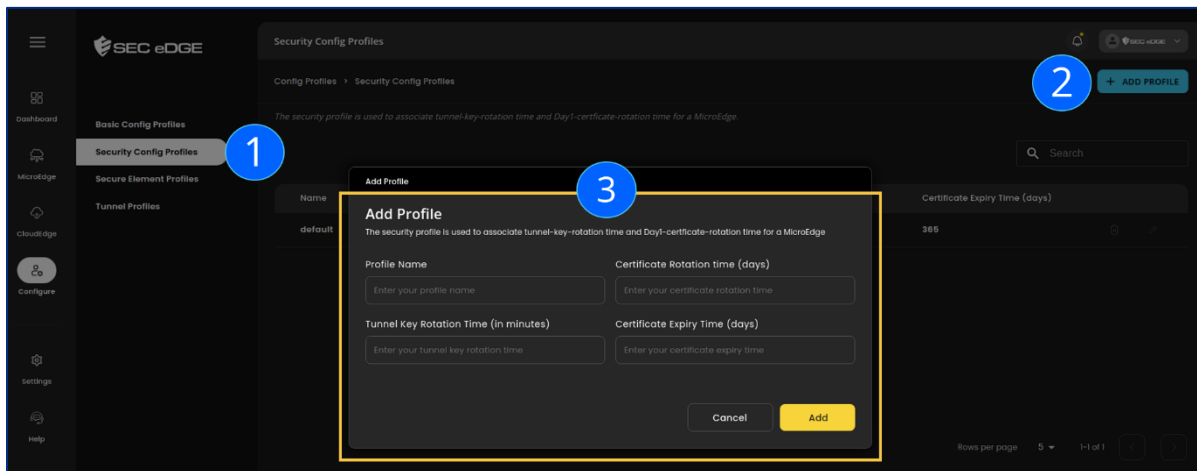 SEC eDGE
Security Config Profiles
SEC eDGE
Config Profiles > Security Config Profiles
2
+ ADD PROFILE
Dashboard
Basic Config Profiles
The security profile is used to associate tunnel-key-rotation time and Day1-certficate-rotation time for a MicroEdge.
Security Config Profiles
1
Search
MicroEdge
Secure Element Profiles
Add Profile
3
Name
Certificate Expiry Time (days)
Tunnel Profiles
Add Profile
CloudEdge
default
The security profile is used to associate tunnel-key-rotation time and Day1-certficate-rotation time for a MicroEdge
365
Profile Name
Certificate Rotation time (days)
Configure
Enter your profile name
Enter your certificate rotation time
Tunnel Key Rotation Time (in minutes)
Certificate Expiry Time (days)
Enter your tunnel key rotation time
Enter your certificate expiry time
Settings
Cancel
Add
Help
Rows per page 5 1-1 of 1